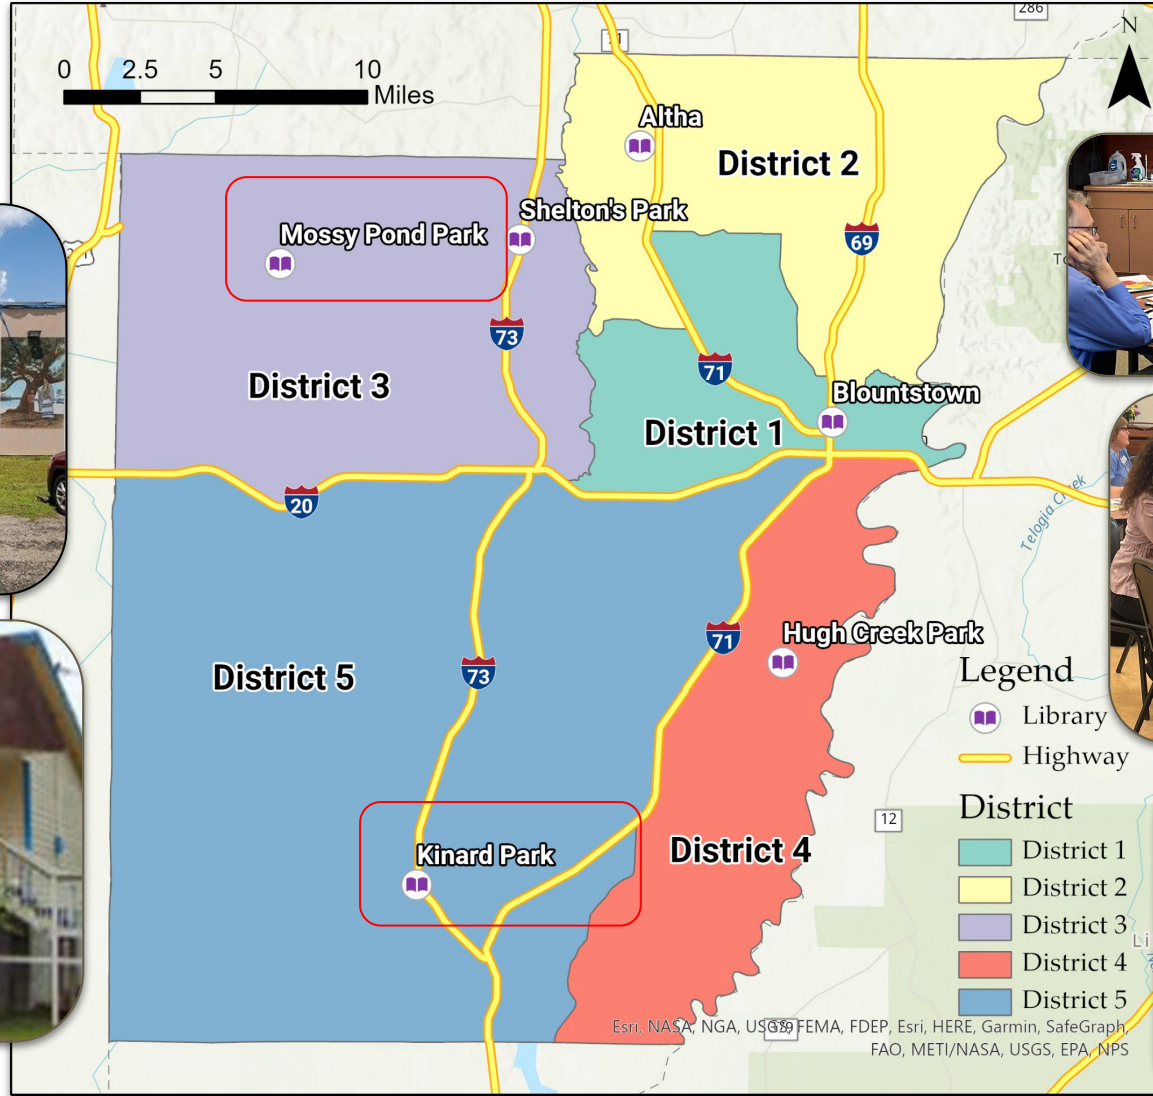 286
N
0 2.5 5 10
Miles
Altha
District 2
Shelton's Park
Mossy Pond Park
69
73
71
District 3
Blountstown
District 1
20
Telogia Creek
Hugh Creek Park
71
73
District 5
Legend
Library
Highway
12
Kinard Park
District 4
District
District 1
District 2
District 3
District 4
District 5
Li
Esri, NASA, NGA, USGS, FEMA, FDEP, Esri, HERE, Garmin, SafeGraph,
379
FAO, METI/NASA, USGS, EPA, NPS